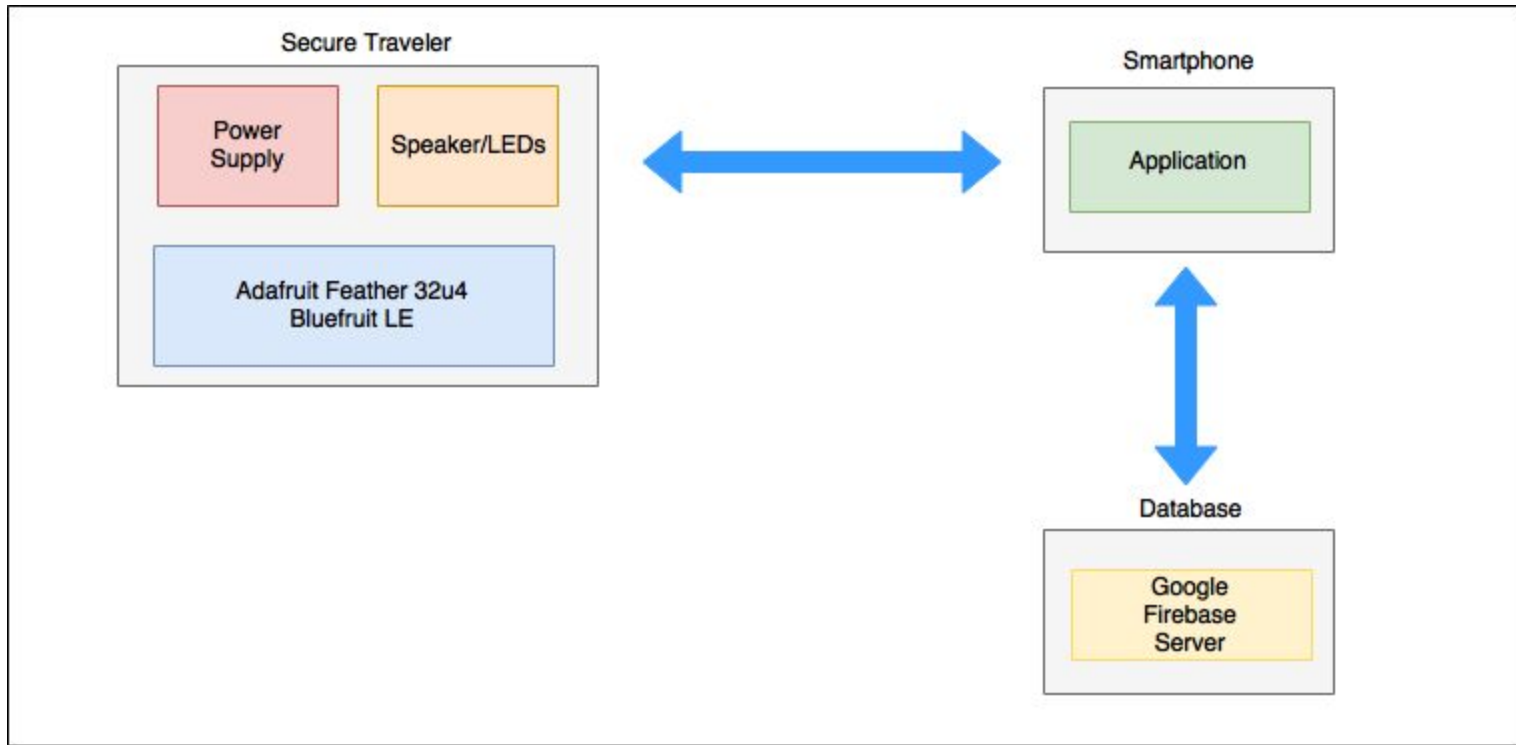 Secure Traveler
Power
Supply
Speaker/LEDs
Adafruit Feather 32u4
Bluefruit LE
Smartphone
Application
Database
Google
Firebase
Server